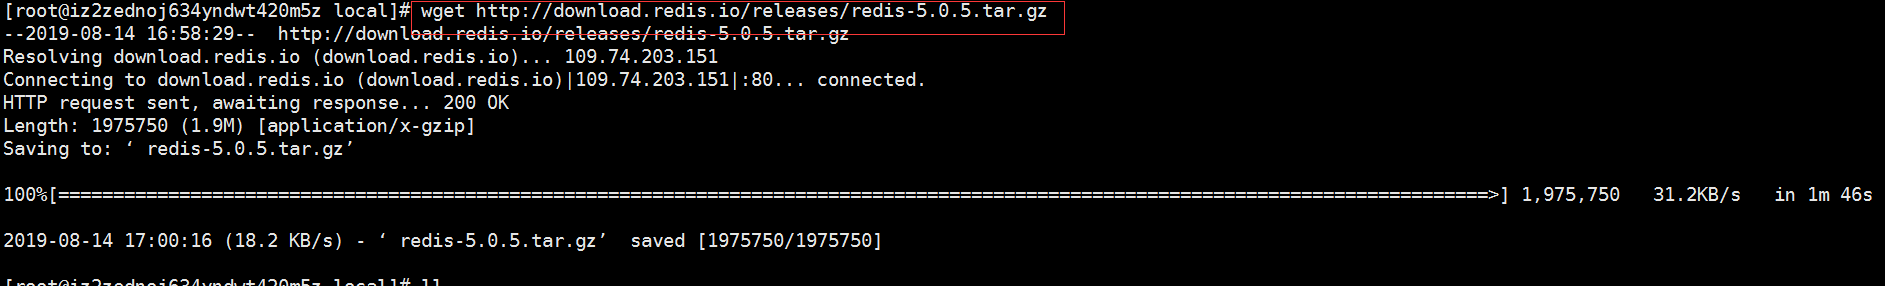 [root@iz2zednoj634yndwt420m5z local]# wget http://download.redis.io/releases/redis-5.0.5.tar.gz
--2019-08-14 16:58:29--  http://download.redis.io/releases/redis-5.0.5.tar.gz
Resolving download.redis.io (download.redis.io)... 109.74.203.151
Connecting to download.redis.io (download.redis.io)|109.74.203.151|:80... connected.
HTTP request sent, awaiting response... 200 OK
Length: 1975750 (1.9M) [application/x-gzip]
Saving to: ‘ redis-5.0.5.tar.gz’
100%[==================================================================================================================================>] 1,975,750   31.2KB/s   in 1m 46s
2019-08-14 17:00:16 (18.2 KB/s) - ‘ redis-5.0.5.tar.gz’  saved [1975750/1975750]
[root@iz2zednoj634yndwt420m5z local]# ll